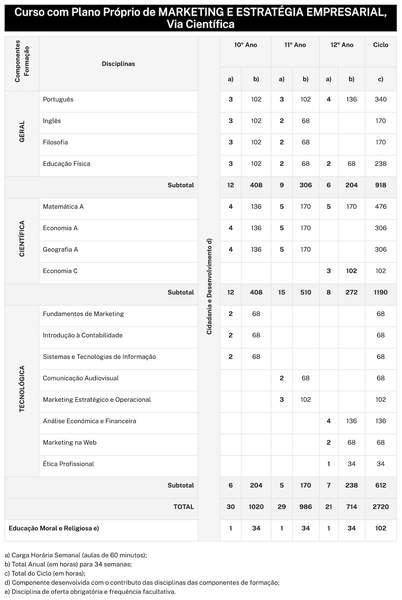 Curso com Plano Próprio de MARKETING E ESTRATÉGIA EMPRESARIAL,
Via Científica
Componentes Formação Disciplinas 10º Ano 11º Ano 12º Ano Ciclo
a) b) a) b) a) b) c)
Cidadania e Desenvolvimento d)
GERAL
Português 3 102 3 102 4 136 340
Inglês 3 102 2 68 170
Filosofia 3 102 2 68 170
Educação Física 3 102 2 68 2 68 238
Subtotal 12 408 9 306 6 204 918
CIENTÍFICA
Matemática A 4 136 5 170 5 170 476
Economia A 4 136 5 170 306
Geografia A 4 136 5 170 306
Economia C 3 102 102
Subtotal 12 408 15 510 8 272 1190
TECNOLÓGICA
Fundamentos de Marketing 2 68 68
Introdução à Contabilidade 2 68 68
Sistemas e Tecnologias de Informação 2 68 68
Comunicação Audiovisual 2 68 68
Marketing Estratégico e Operacional 3 102 102
Análise Económica e Financeira 4 136 136
Marketing na Web 2 68 68
Ética Profissional 1 34 34
Subtotal 6 204 5 170 7 238 612
TOTAL 30 1020 29 986 21 714 2720
Educação Moral e Religiosa e) 1 34 1 34 1 34 102
a) Carga Horária Semanal (aulas de 60 minutos);
b) Total Anual (em horas) para 34 semanas;
c) Total do Ciclo (em horas);
d) Componente desenvolvida com o contributo das disciplinas das componentes de formação;
e) Disciplina de oferta obrigatória e frequência facultativa.